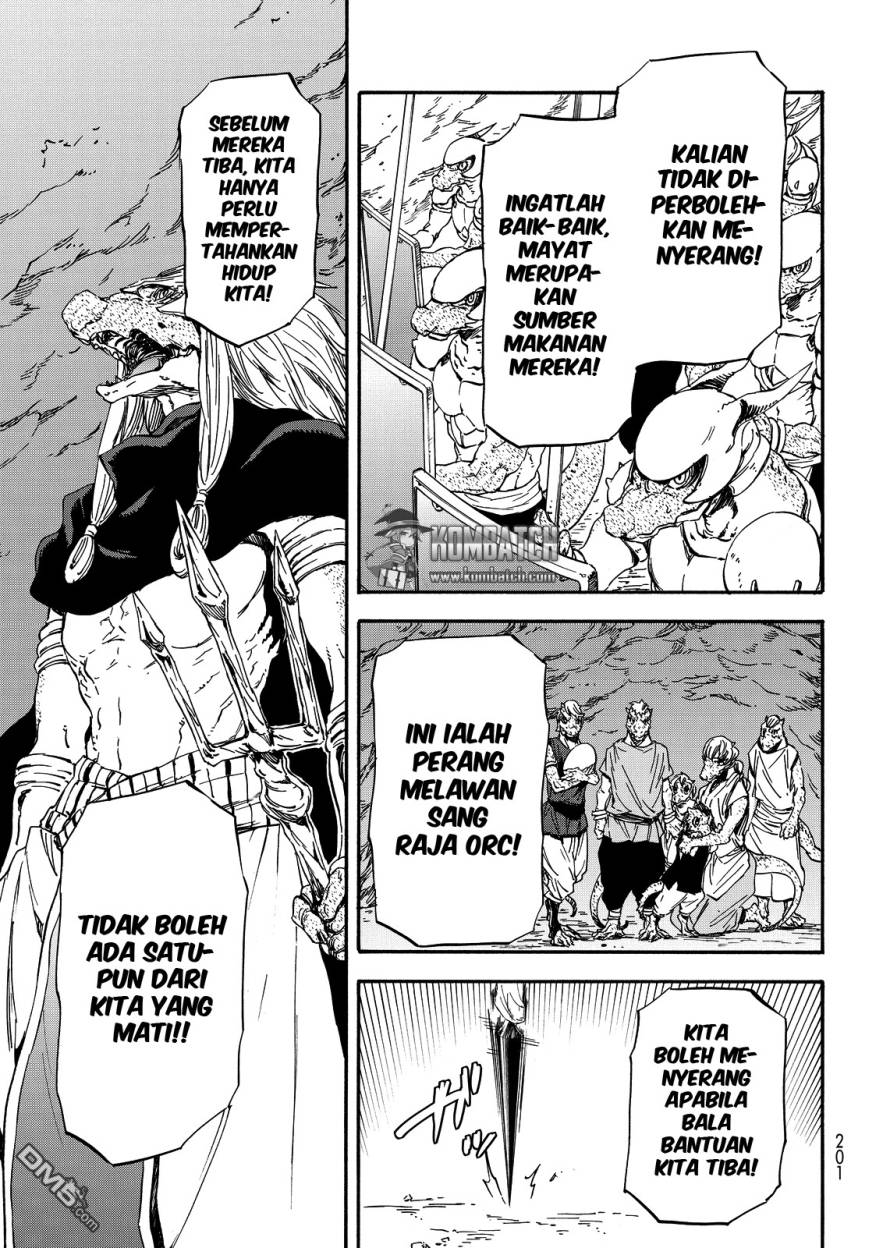 KALIAN
TIDAK DI-
PERBOLEH-
KAN ME-
NYERANG!
INGATLAH
BAIK-BAIK,
MAYAT
MERUPA-
KAN
SUMBER
MAKANAN
MEREKA!
KOMBATCH
www.kombatch.com
INI IALAH
PERANG
MELAWAN
SANG
RAJA ORC!
KITA
BOLEH ME-
NYERANG
APABILA
BALA
BANTUAN
KITA TIBA!
ガッ
SEBELUM
MEREKA
TIBA, KITA
HANYA
PERLU
MEMPER-
TAHANKAN
HIDUP
KITA!
TIDAK BOLEH
ADA SATU-
PUN DARI
KITA YANG
MATI!!
DM5.com
201